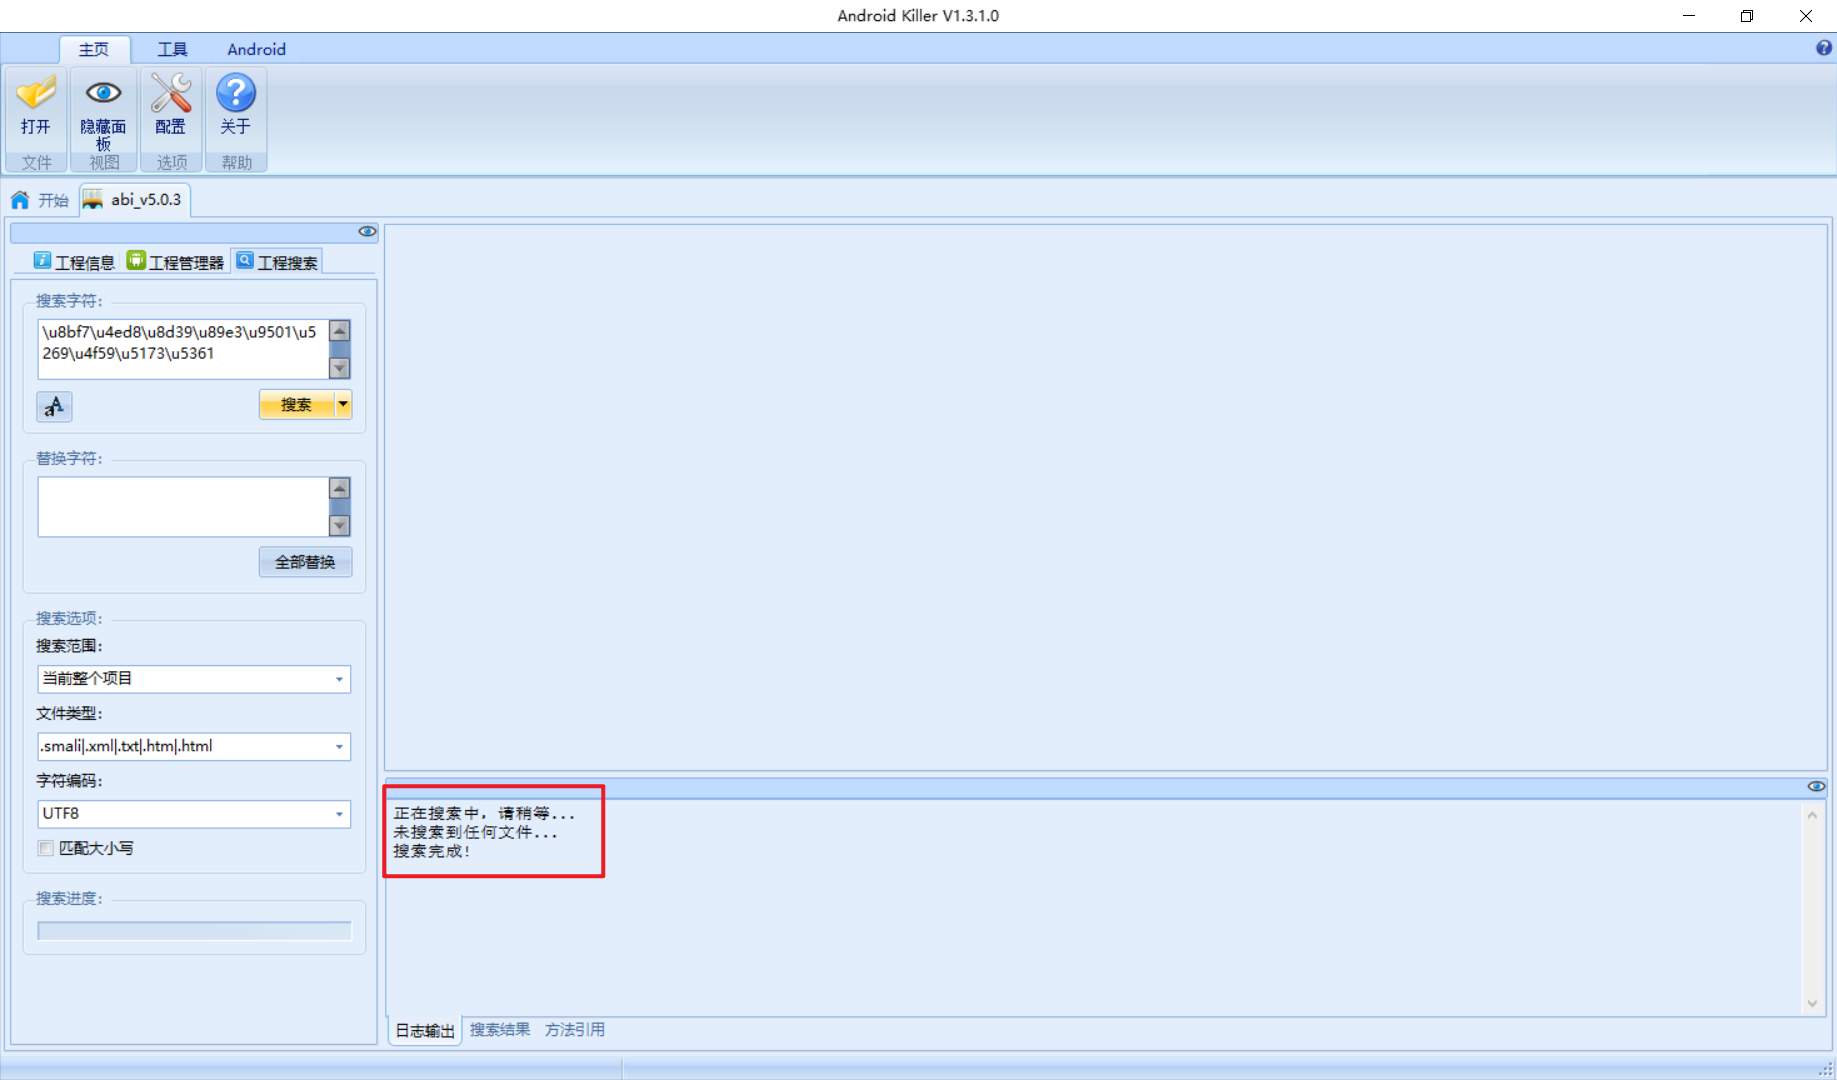 Android Killer V1.3.1.0
主页 工具 Android
打开 隐藏面板 配置 关于
文件 视图 选项 帮助
开始 abi_v5.0.3
工程信息 工程管理器 工程搜索
搜索字符:
\u8bf7\u4ed8\u8d39\u89e3\u9501\u5
269\u4f59\u5173\u5361
aA 搜索
替换字符:
全部替换
搜索选项:
搜索范围:
当前整个项目
文件类型:
.smali|.xml|.txt|.htm|.html
字符编码:
UTF8
匹配大小写
搜索进度:
正在搜索中，请稍等...
未搜索到任何文件...
搜索完成!
日志输出 搜索结果 方法引用